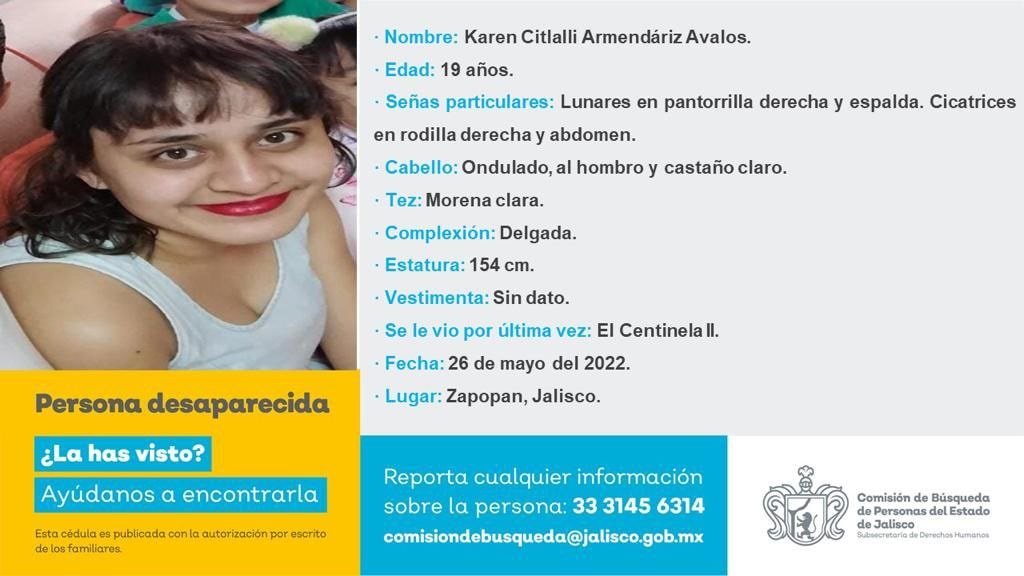 · Nombre: Karen Citlalli Armendáriz Avalos.
· Edad: 19 años.
· Señas particulares: Lunares en pantorrilla derecha y espalda. Cicatrices
en rodilla derecha y abdomen.
· Cabello: Ondulado, al hombro y castaño claro.
· Tez: Morena clara.
· Complexión: Delgada.
· Estatura: 154 cm.
· Vestimenta: Sin dato.
· Se le vio por última vez: El Centinela II.
· Fecha: 26 de mayo del 2022.
· Lugar: Zapopan, Jalisco.
Persona desaparecida
¿La has visto?
Ayúdanos a encontrarla
Esta cédula es publicada con la autorización por escrito
de los familiares.
Reporta cualquier información
sobre la persona: 33 3145 6314
comisiondebusqueda@jalisco.gob.mx
Comisión de Búsqueda
de Personas del Estado
de Jalisco
Subsecretaría de Derechos Humanos